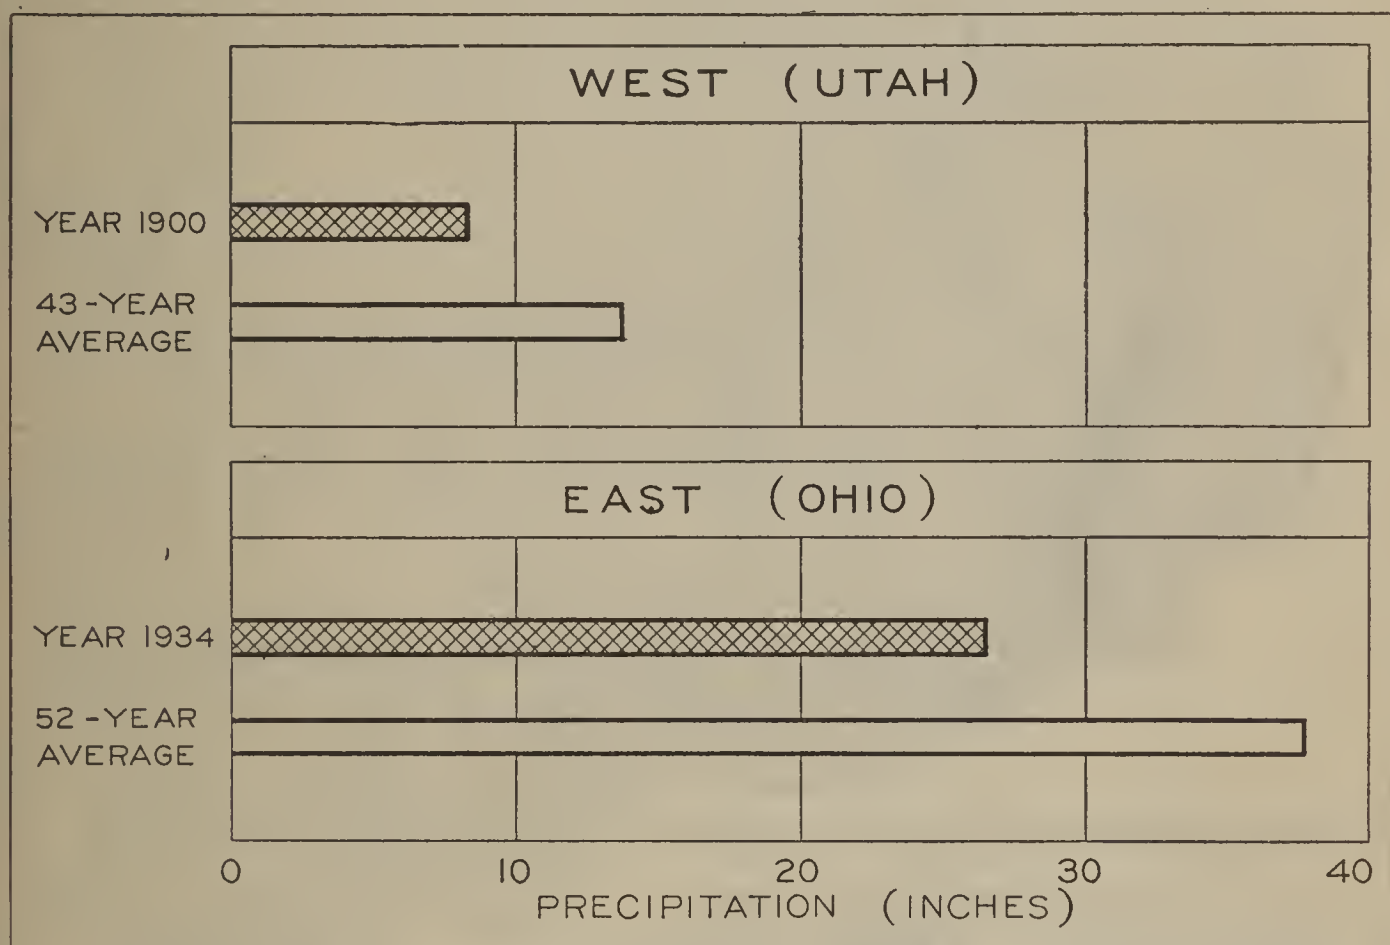 WEST (UTAH)
YEAR 1900
43-YEAR
AVERAGE
EAST (OHIO)
YEAR 1934
52-YEAR
AVERAGE
0 10 20 30 40
PRECIPITATION (INCHES)